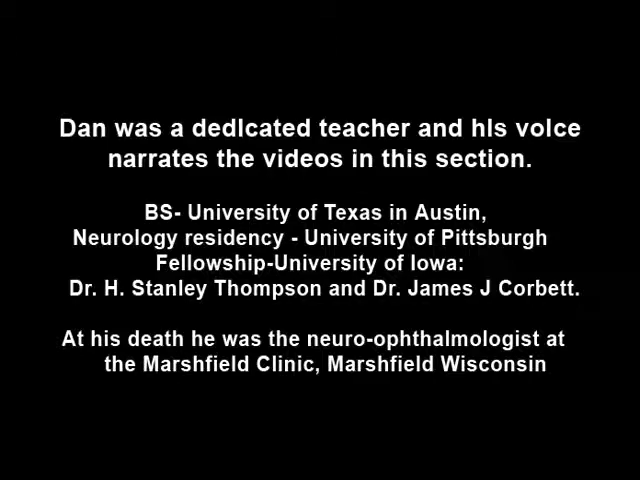 Dan was a dedicated teacher and his voice
narrates the videos in this section.
BS- University of Texas in Austin,
Neurology residency - University of Pittsburgh
Fellowship-University of Iowa:
Dr. H. Stanley Thompson and Dr. James J Corbett.
At his death he was the neuro-ophthalmologist at
the Marshfield Clinic, Marshfield Wisconsin